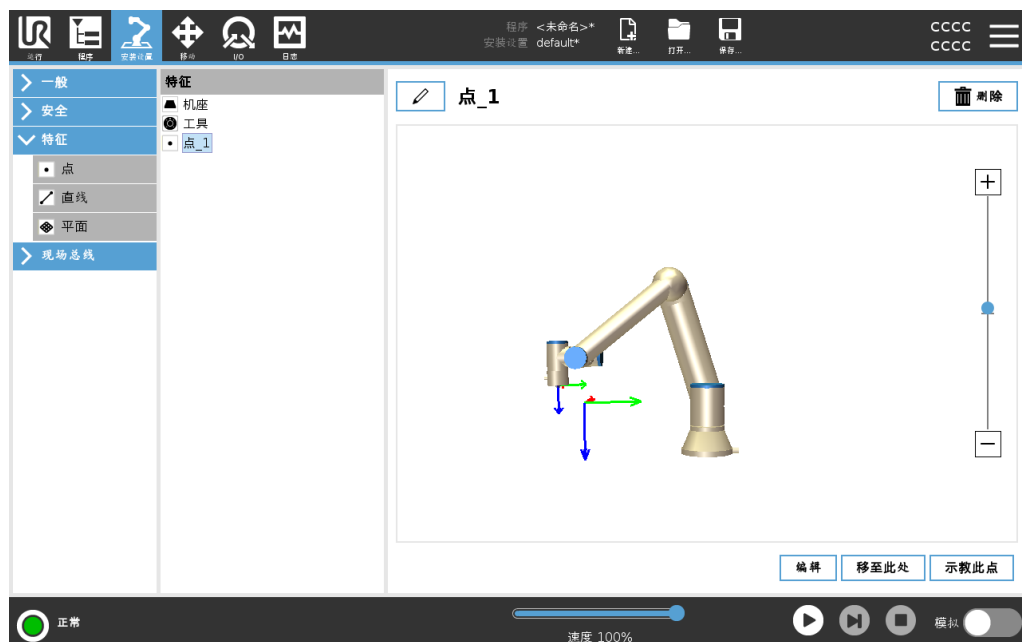 UR
运行
程序
安装设置
移动
I/O
日志
程序 <未命名>*
安装设置 default*
新建...
打开...
保存...
CCCC
CCCC
一般
安全
特征
点
直线
平面
现场总线
特征
机座
工具
点_1
点_1
删除
编辑
移至此处
示教此点
正常
速度 100%
模拟